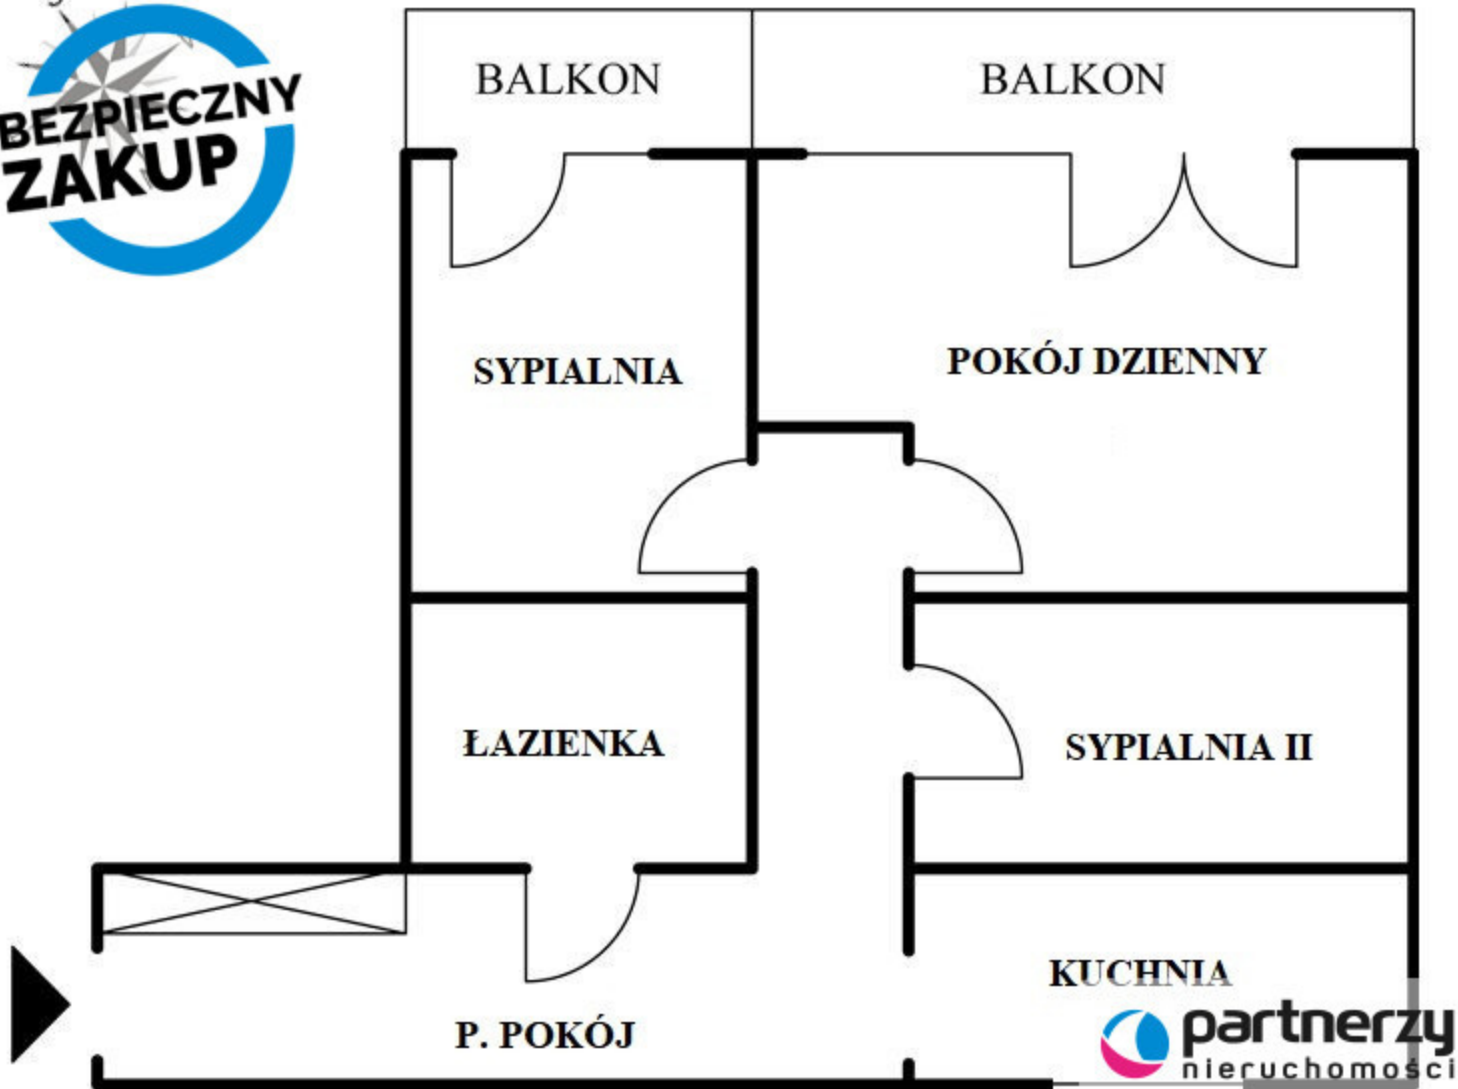 BEZPIECZNY
ZAKUP
BALKON
BALKON
SYPIALNIA
POKÓJ DZIENNY
ŁAZIENKA
SYPIALNIA II
KUCHNIA
P. POKÓJ
partnerzy
nieruchomości